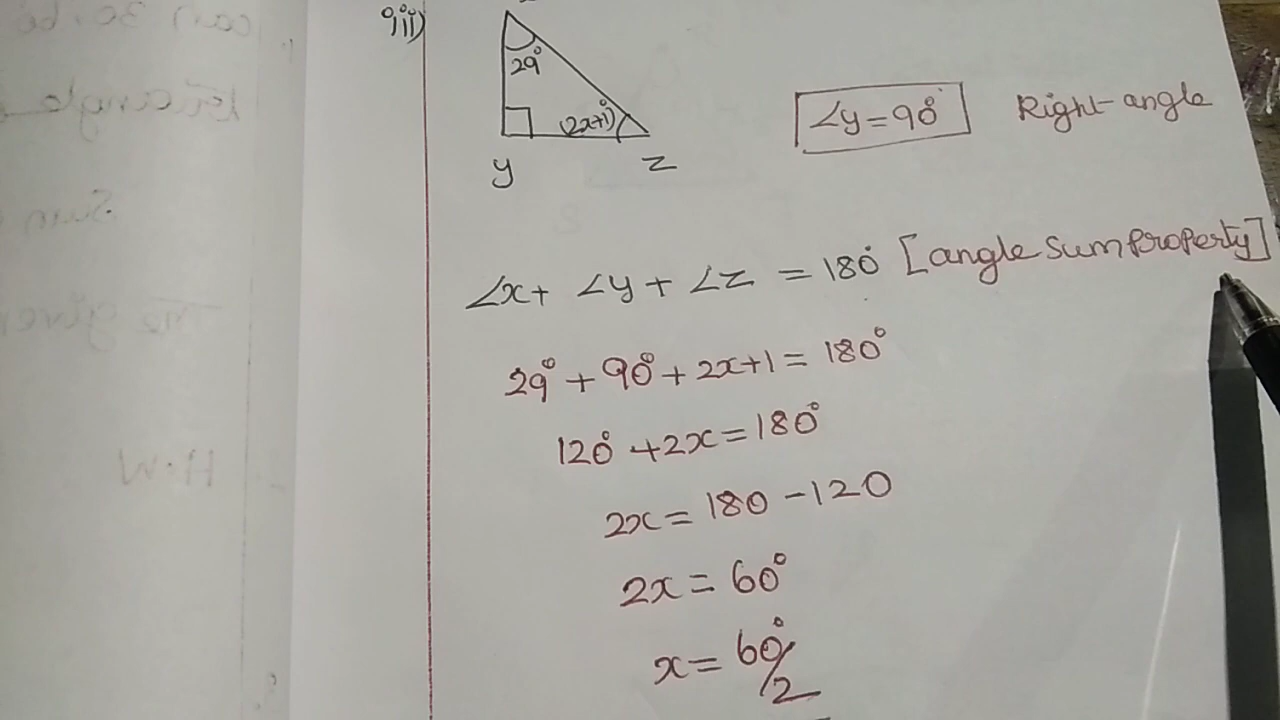 iii)
29°
(2x+1)°
y z
∠y = 90° Right-angle
∠x + ∠y + ∠z = 180° [angle sum property]
29° + 90° + 2x+1 = 180°
120° + 2x = 180°
2x = 180 - 120
2x = 60°
x = 60°/2